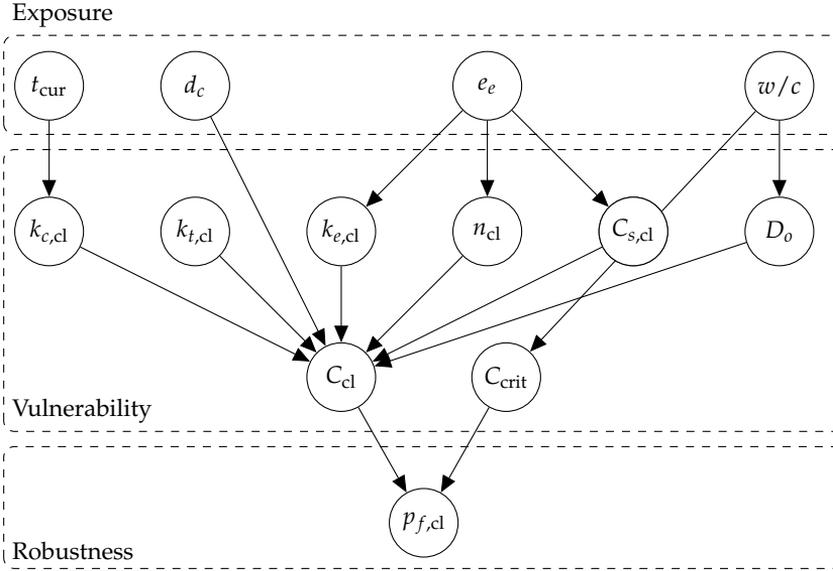 Exposure
t_cur d_c e_e w/c
k_c,cl k_t,cl k_e,cl n_cl C_s,cl D_o
C_cl C_crit
Vulnerability
p_f,cl
Robustness